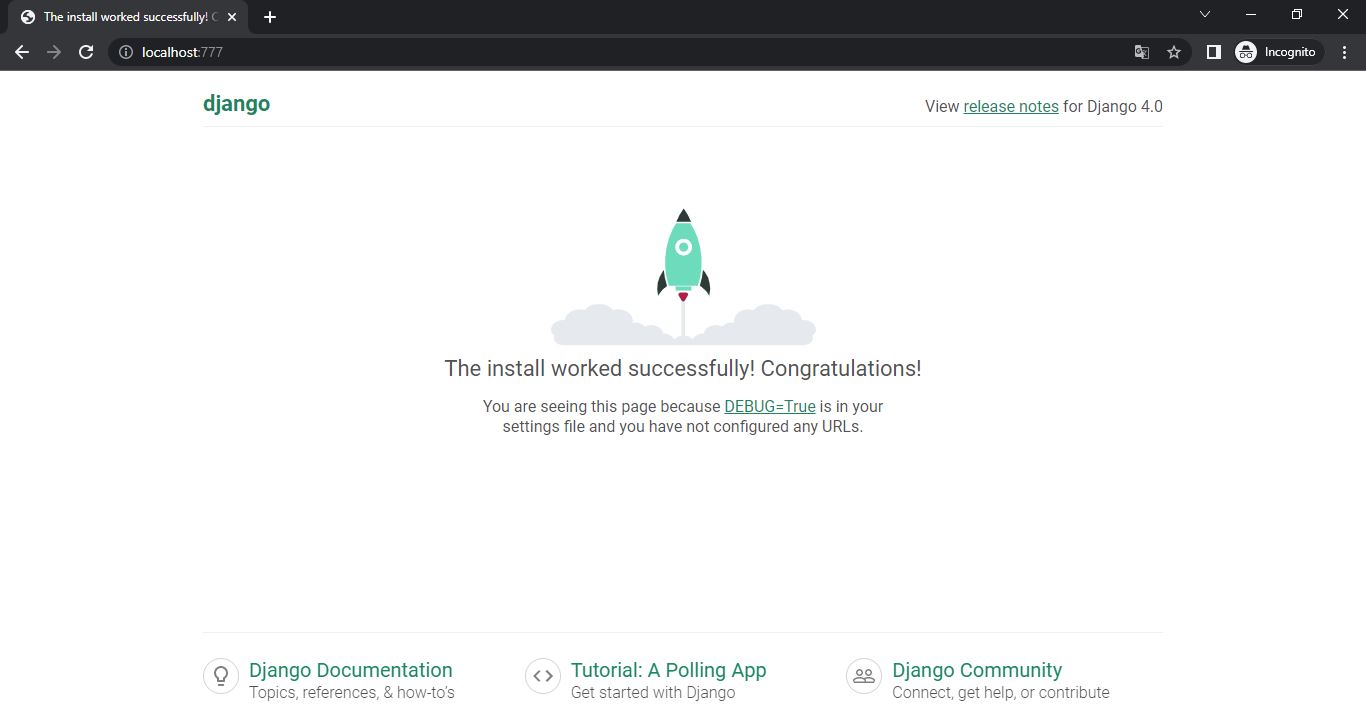 The install worked successfully! C
localhost:777
Incognito
django
View release notes for Django 4.0
The install worked successfully! Congratulations!
You are seeing this page because DEBUG=True is in your
settings file and you have not configured any URLs.
Django Documentation
Topics, references, & how-to's
Tutorial: A Polling App
Get started with Django
Django Community
Connect, get help, or contribute